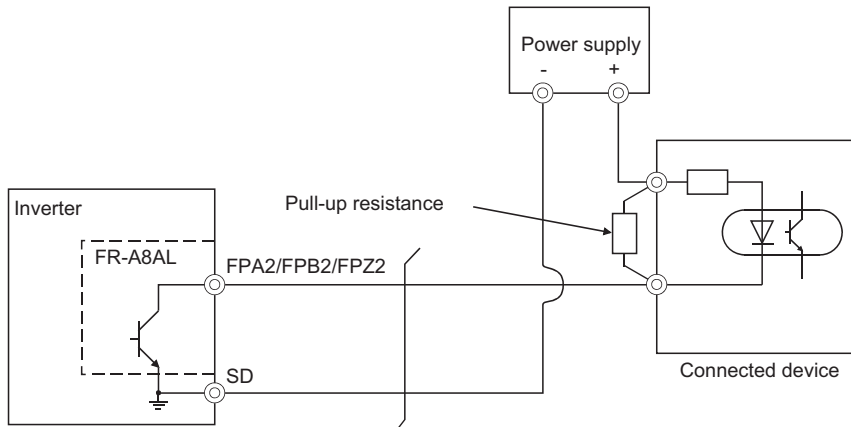 Power supply
- +
Inverter
Pull-up resistance
FR-A8AL
FPA2/FPB2/FPZ2
SD
Connected device